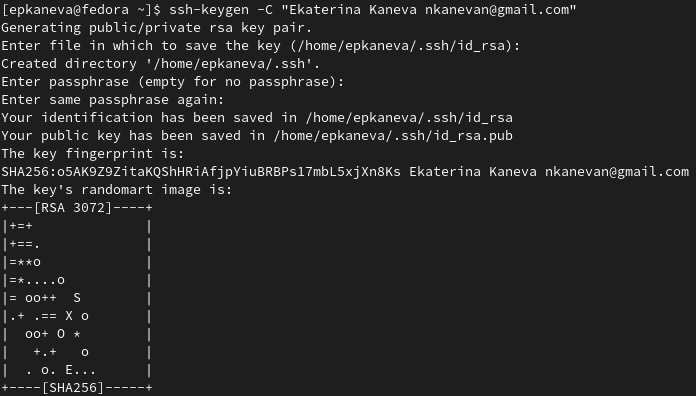 [epkaneva@fedora ~]$ ssh-keygen -C "Ekaterina Kaneva nkanevan@gmail.com"
Generating public/private rsa key pair.
Enter file in which to save the key (/home/epkaneva/.ssh/id_rsa):
Created directory '/home/epkaneva/.ssh'.
Enter passphrase (empty for no passphrase):
Enter same passphrase again:
Your identification has been saved in /home/epkaneva/.ssh/id_rsa
Your public key has been saved in /home/epkaneva/.ssh/id_rsa.pub
The key fingerprint is:
SHA256:o5AK9Z9ZitaKQShHRiAfjpYiuBRBPs17mbL5xjXn8Ks Ekaterina Kaneva nkanevan@gmail.com
The key's randomart image is:
+---[RSA 3072]----+
|+=+              |
|+==.             |
|=**o             |
|=*....o          |
|= oo++  S        |
|.+ .== X o       |
|  oo+ O *        |
|   +.+   o       |
|  . o. E...      |
+----[SHA256]-----+